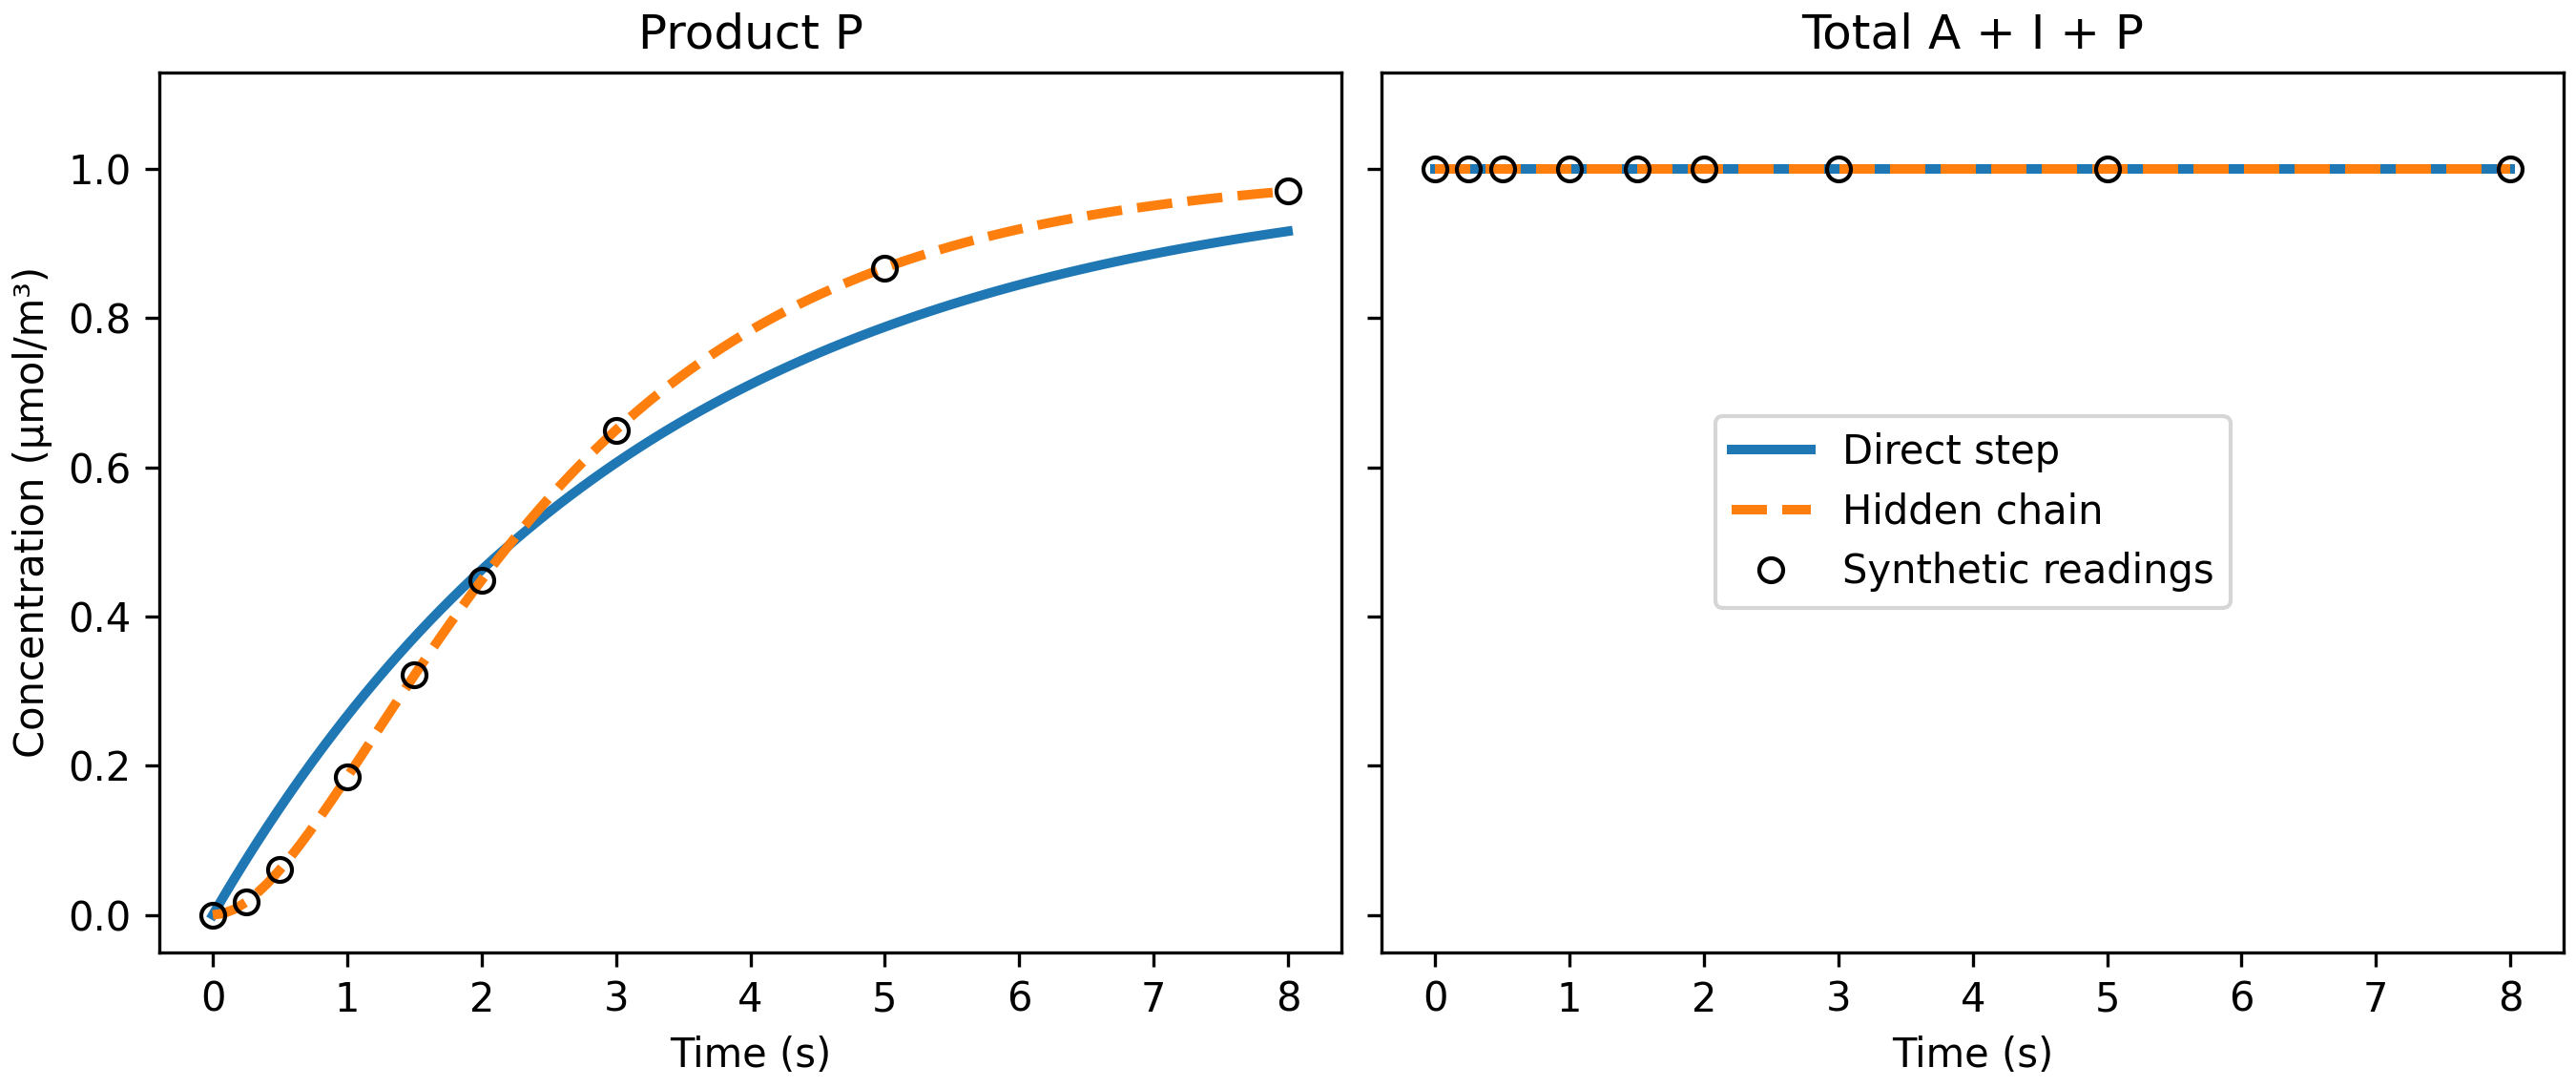 Product P
Total A + I + P
Concentration (µmol/m³)
1.0
0.8
0.6
0.4
0.2
0.0
0 1 2 3 4 5 6 7 8
Time (s)
Direct step
Hidden chain
Synthetic readings
0 1 2 3 4 5 6 7 8
Time (s)